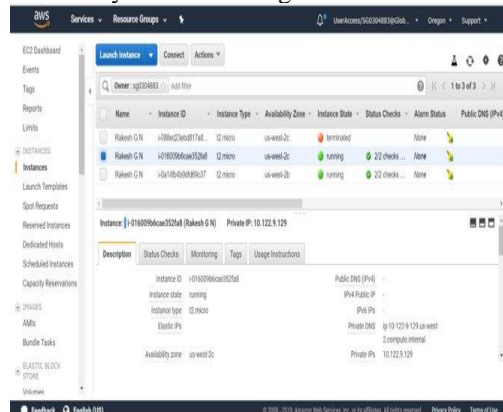 aws Services Resource Groups UserAccess/SG0304883@Glob... Oregon Support
EC2 Dashboard
Events
Tags
Reports
Limits
INSTANCES
Instances
Launch Templates
Spot Requests
Reserved Instances
Dedicated Hosts
Scheduled Instances
Capacity Reservations
IMAGES
AMIs
Bundle Tasks
ELASTIC BLOCK
STORE
Volumes
Launch Instance Connect Actions
Owner : sg0304883 Add filter 1 to 3 of 3
Name Instance ID Instance Type Availability Zone Instance State Status Checks Alarm Status Public DNS (IPv4)
Rakesh G N t2.micro us-west-2c terminated None
Rakesh G N i-016009b6cae352fa8 t2.micro us-west-2c running 2/2 checks ... None
Rakesh G N t2.micro us-west-2b running 2/2 checks ... None
Instance: i-016009b6cae352fa8 (Rakesh G N) Private IP: 10.122.9.129
Description Status Checks Monitoring Tags Usage Instructions
Instance ID i-016009b6cae352fa8 Public DNS (IPv4) -
Instance state running IPv4 Public IP -
Instance type t2.micro IPv6 IPs -
Elastic IPs Private DNS ip-10-122-9-129.us-west-
2.compute.internal
Availability zone us-west-2c Private IPs 10.122.9.129
Feedback English (US) © 2008 - 2019, Amazon Web Services, Inc. or its affiliates. All rights reserved. Privacy Policy Terms of Use